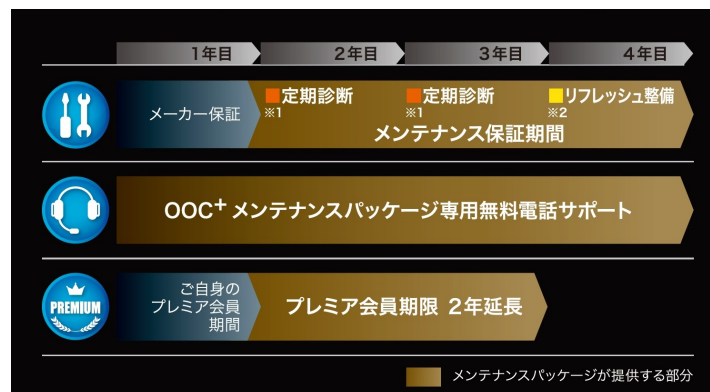 1年目 2年目 3年目 4年目
メーカー保証
■定期診断 ■定期診断 ■リフレッシュ整備
※1 ※1 ※2
メンテナンス保証期間
OOC+ メンテナンスパッケージ専用無料電話サポート
PREMIUM
ご自身の
プレミア会員
期間
プレミア会員期限 2年延長
メンテナンスパッケージが提供する部分